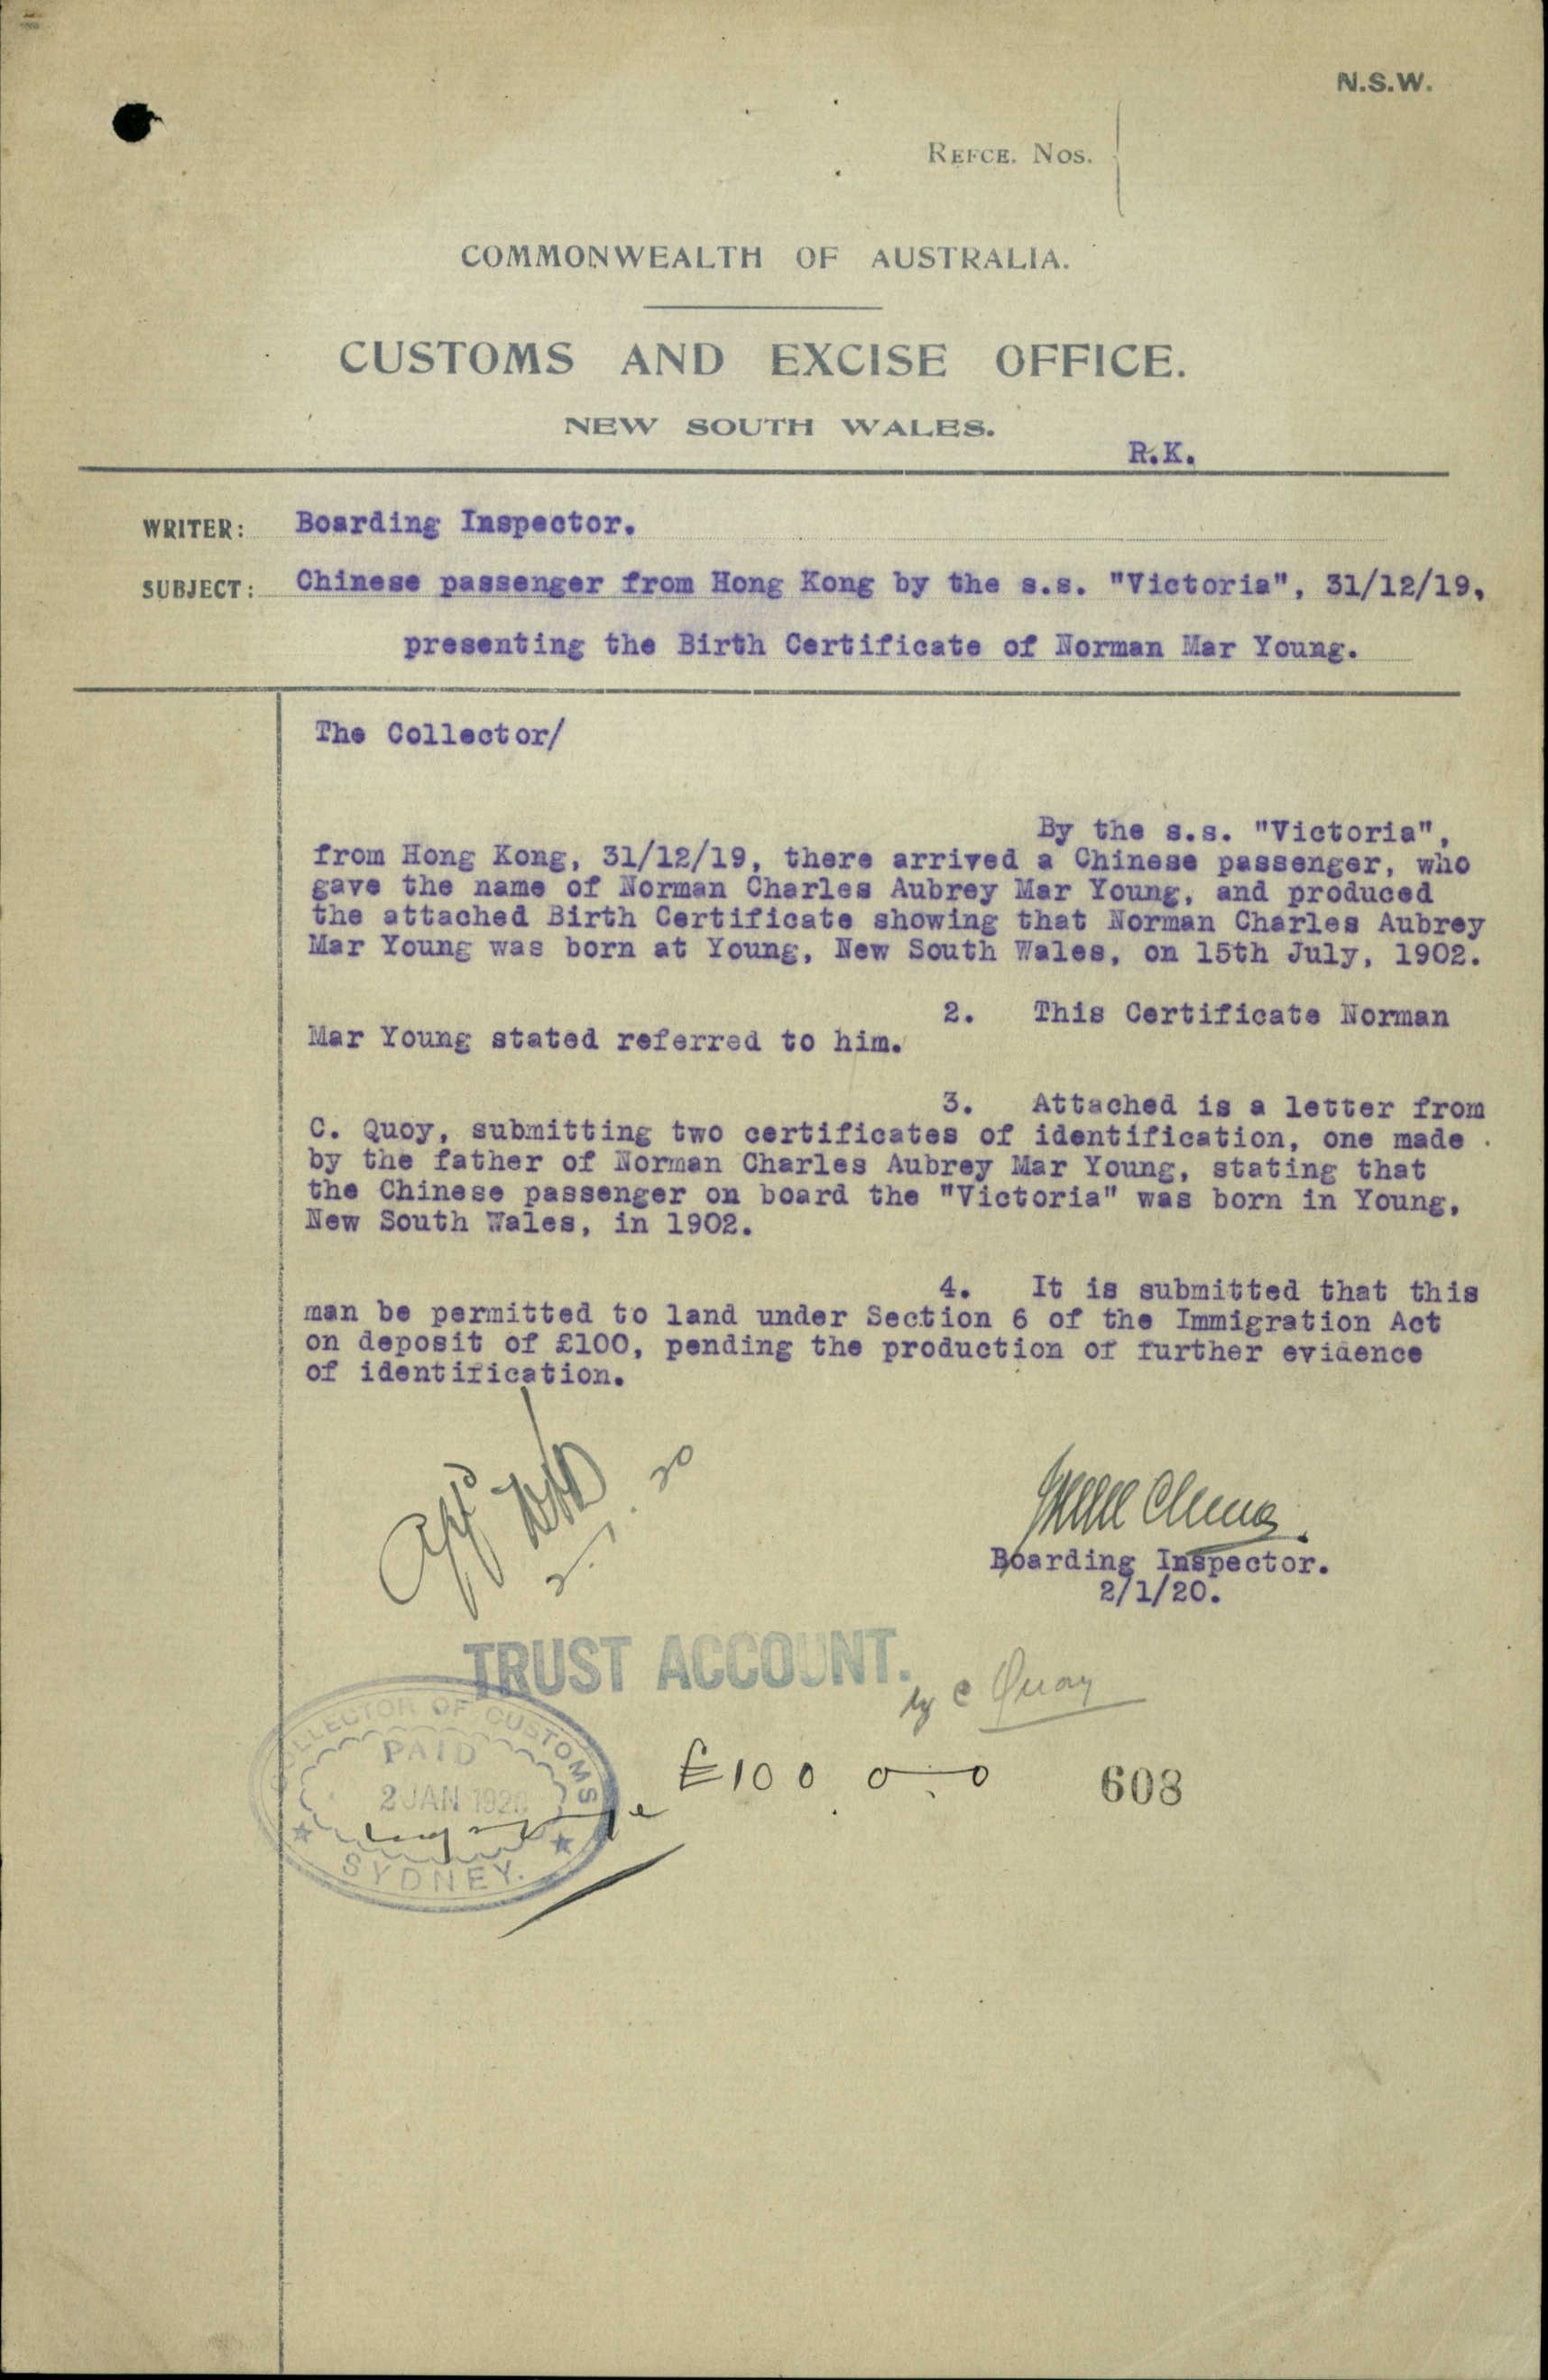 N.S.W.
REFCE. NOS.
COMMONWEALTH OF AUSTRALIA.
CUSTOMS AND EXCISE OFFICE.
NEW SOUTH WALES.
R.K.
WRITER: Boarding Inspector.
SUBJECT: Chinese passenger from Hong Kong by the s.s. "Victoria", 31/12/19,
presenting the Birth Certificate of Norman Mar Young.
The Collector/
By the s.s. "Victoria",
from Hong Kong, 31/12/19, there arrived a Chinese passenger, who
gave the name of Norman Charles Aubrey Mar Young, and produced
the attached Birth Certificate showing that Norman Charles Aubrey
Mar Young was born at Young, New South Wales, on 15th July, 1902.
2. This Certificate Norman
Mar Young stated referred to him.
3. Attached is a letter from
C. Quoy, submitting two certificates of identification, one made
by the father of Norman Charles Aubrey Mar Young, stating that
the Chinese passenger on board the "Victoria" was born in Young,
New South Wales, in 1902.
4. It is submitted that this
man be permitted to land under Section 6 of the Immigration Act
on deposit of £100, pending the production of further evidence
of identification.
2.1.20
Boarding Inspector.
2/1/20.
TRUST ACCOUNT.
by C Quoy
COLLECTOR OF CUSTOMS
PAID
2 JAN 1920
SYDNEY.
£100 0 0
608